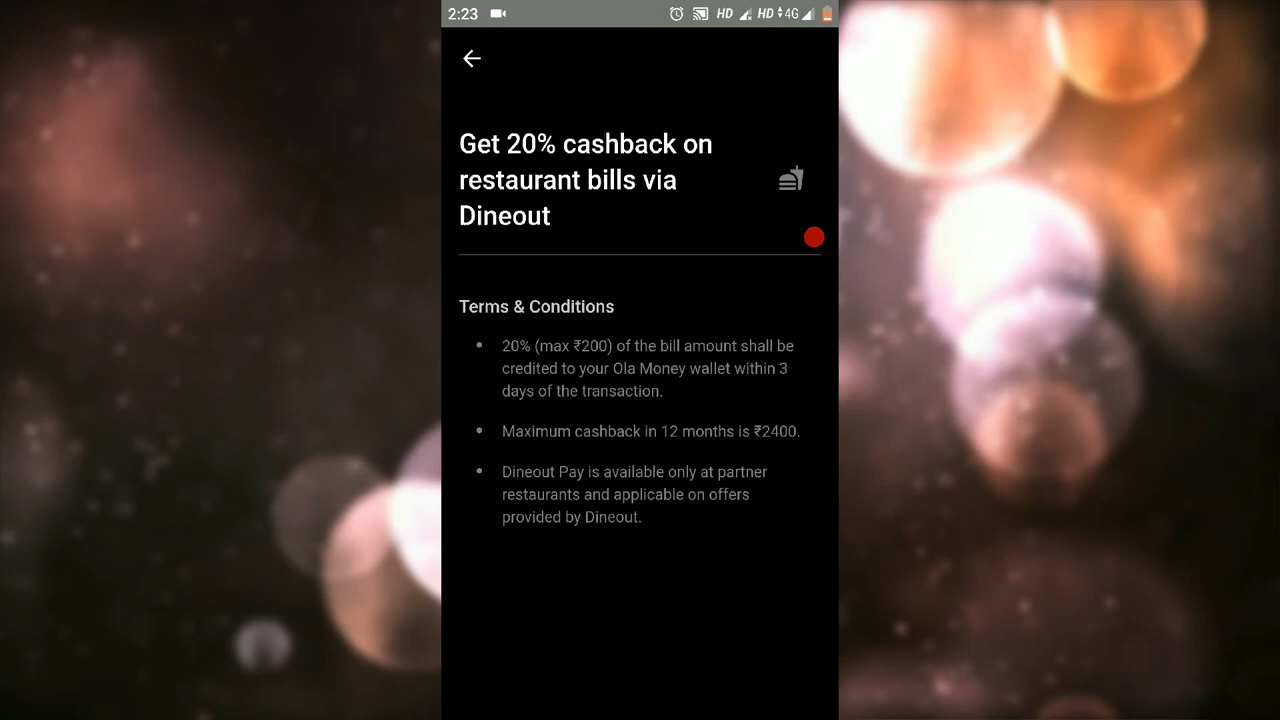 2:23 HD HD 4G
Get 20% cashback on
restaurant bills via
Dineout
Terms & Conditions
• 20% (max ₹200) of the bill amount shall be
credited to your Ola Money wallet within 3
days of the transaction.
• Maximum cashback in 12 months is ₹2400.
• Dineout Pay is available only at partner
restaurants and applicable on offers
provided by Dineout.